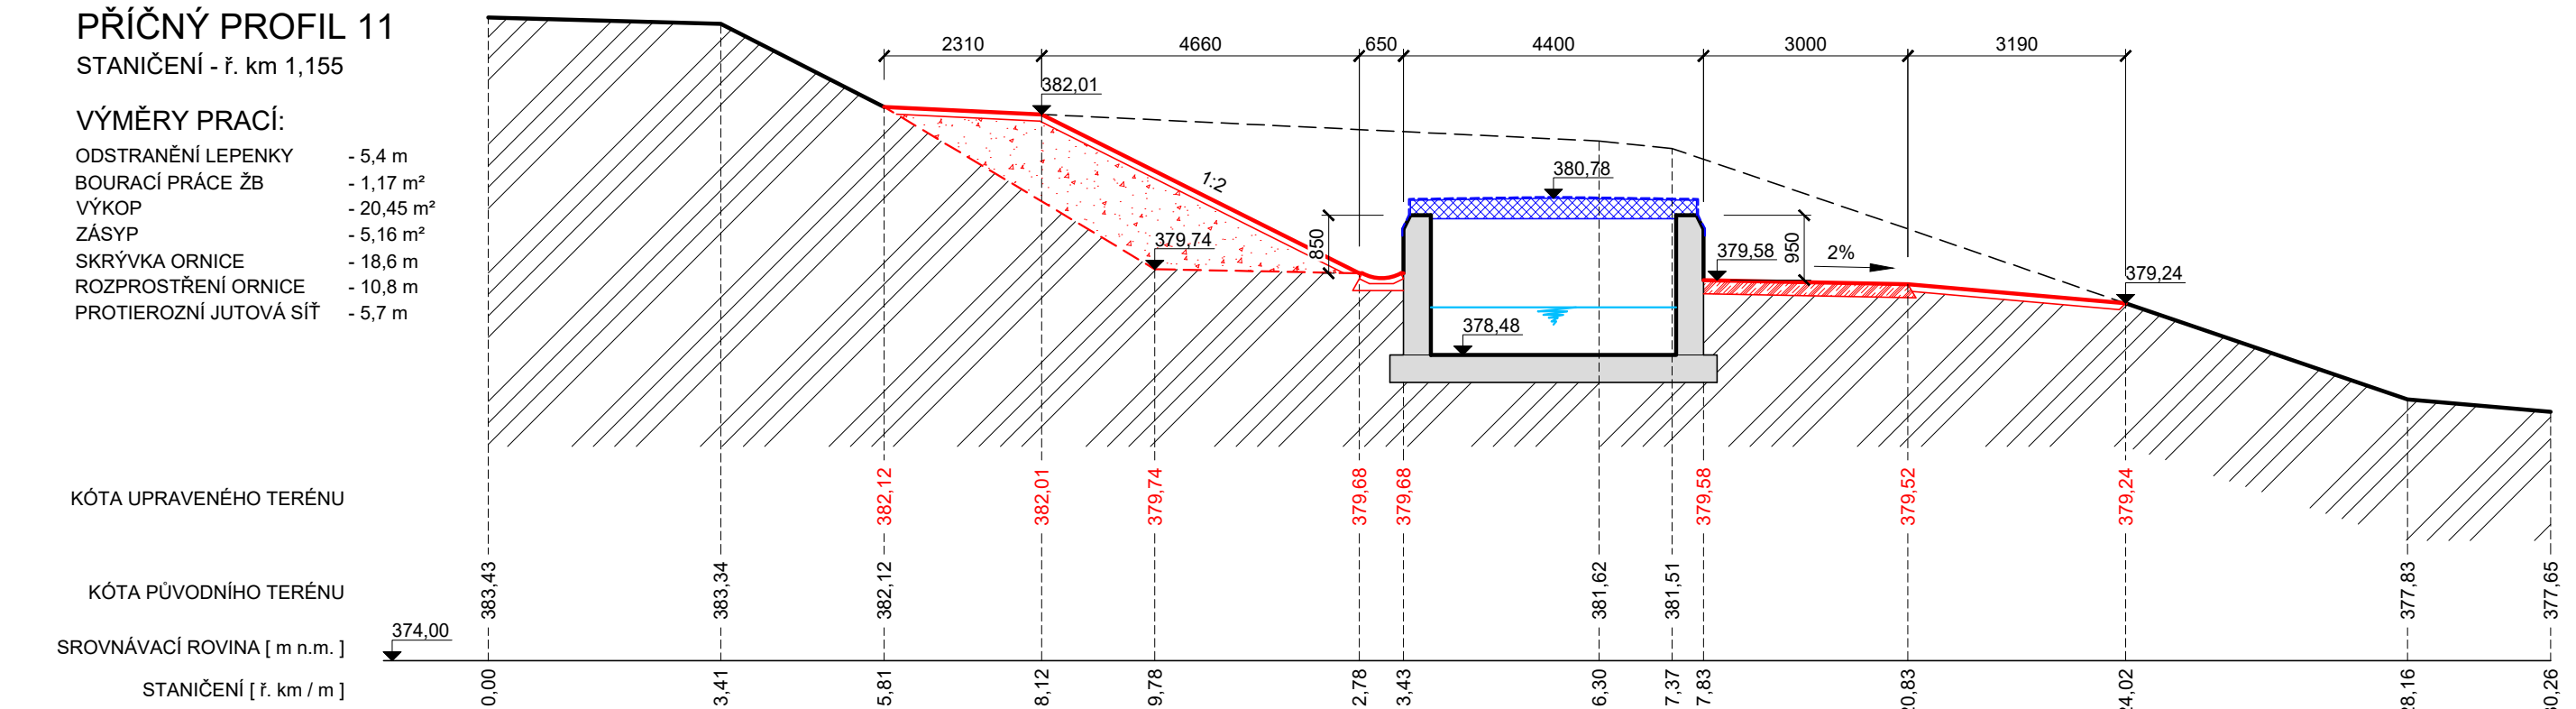 PŘÍČNÝ PROFIL 11
STANIČENÍ - ř. km 1,155
VÝMĚRY PRACÍ:
ODSTRANĚNÍ LEPENKY - 5,4 m
BOURACÍ PRÁCE ŽB - 1,17 m²
VÝKOP - 20,45 m²
ZÁSYP - 5,16 m²
SKRÝVKA ORNICE - 18,6 m
ROZPROSTŘENÍ ORNICE - 10,8 m
PROTIEROZNÍ JUTOVÁ SÍŤ - 5,7 m
2310 4660 650 4400 3000 3190
382,01
1:2
380,78
379,74
850
379,58
950
2%
379,24
378,48
KÓTA UPRAVENÉHO TERÉNU 382,12 382,01 379,74 379,68 379,68 379,58 379,52 379,24
KÓTA PŮVODNÍHO TERÉNU 383,43 383,34 382,12 381,62 381,51 377,83 377,65
374,00
SROVNÁVACÍ ROVINA [ m n.m. ]
STANIČENÍ [ ř. km / m ] 0,00 3,41 5,81 8,12 9,78 2,78 3,43 6,30 7,37 7,83 20,83 24,02 28,16 30,26